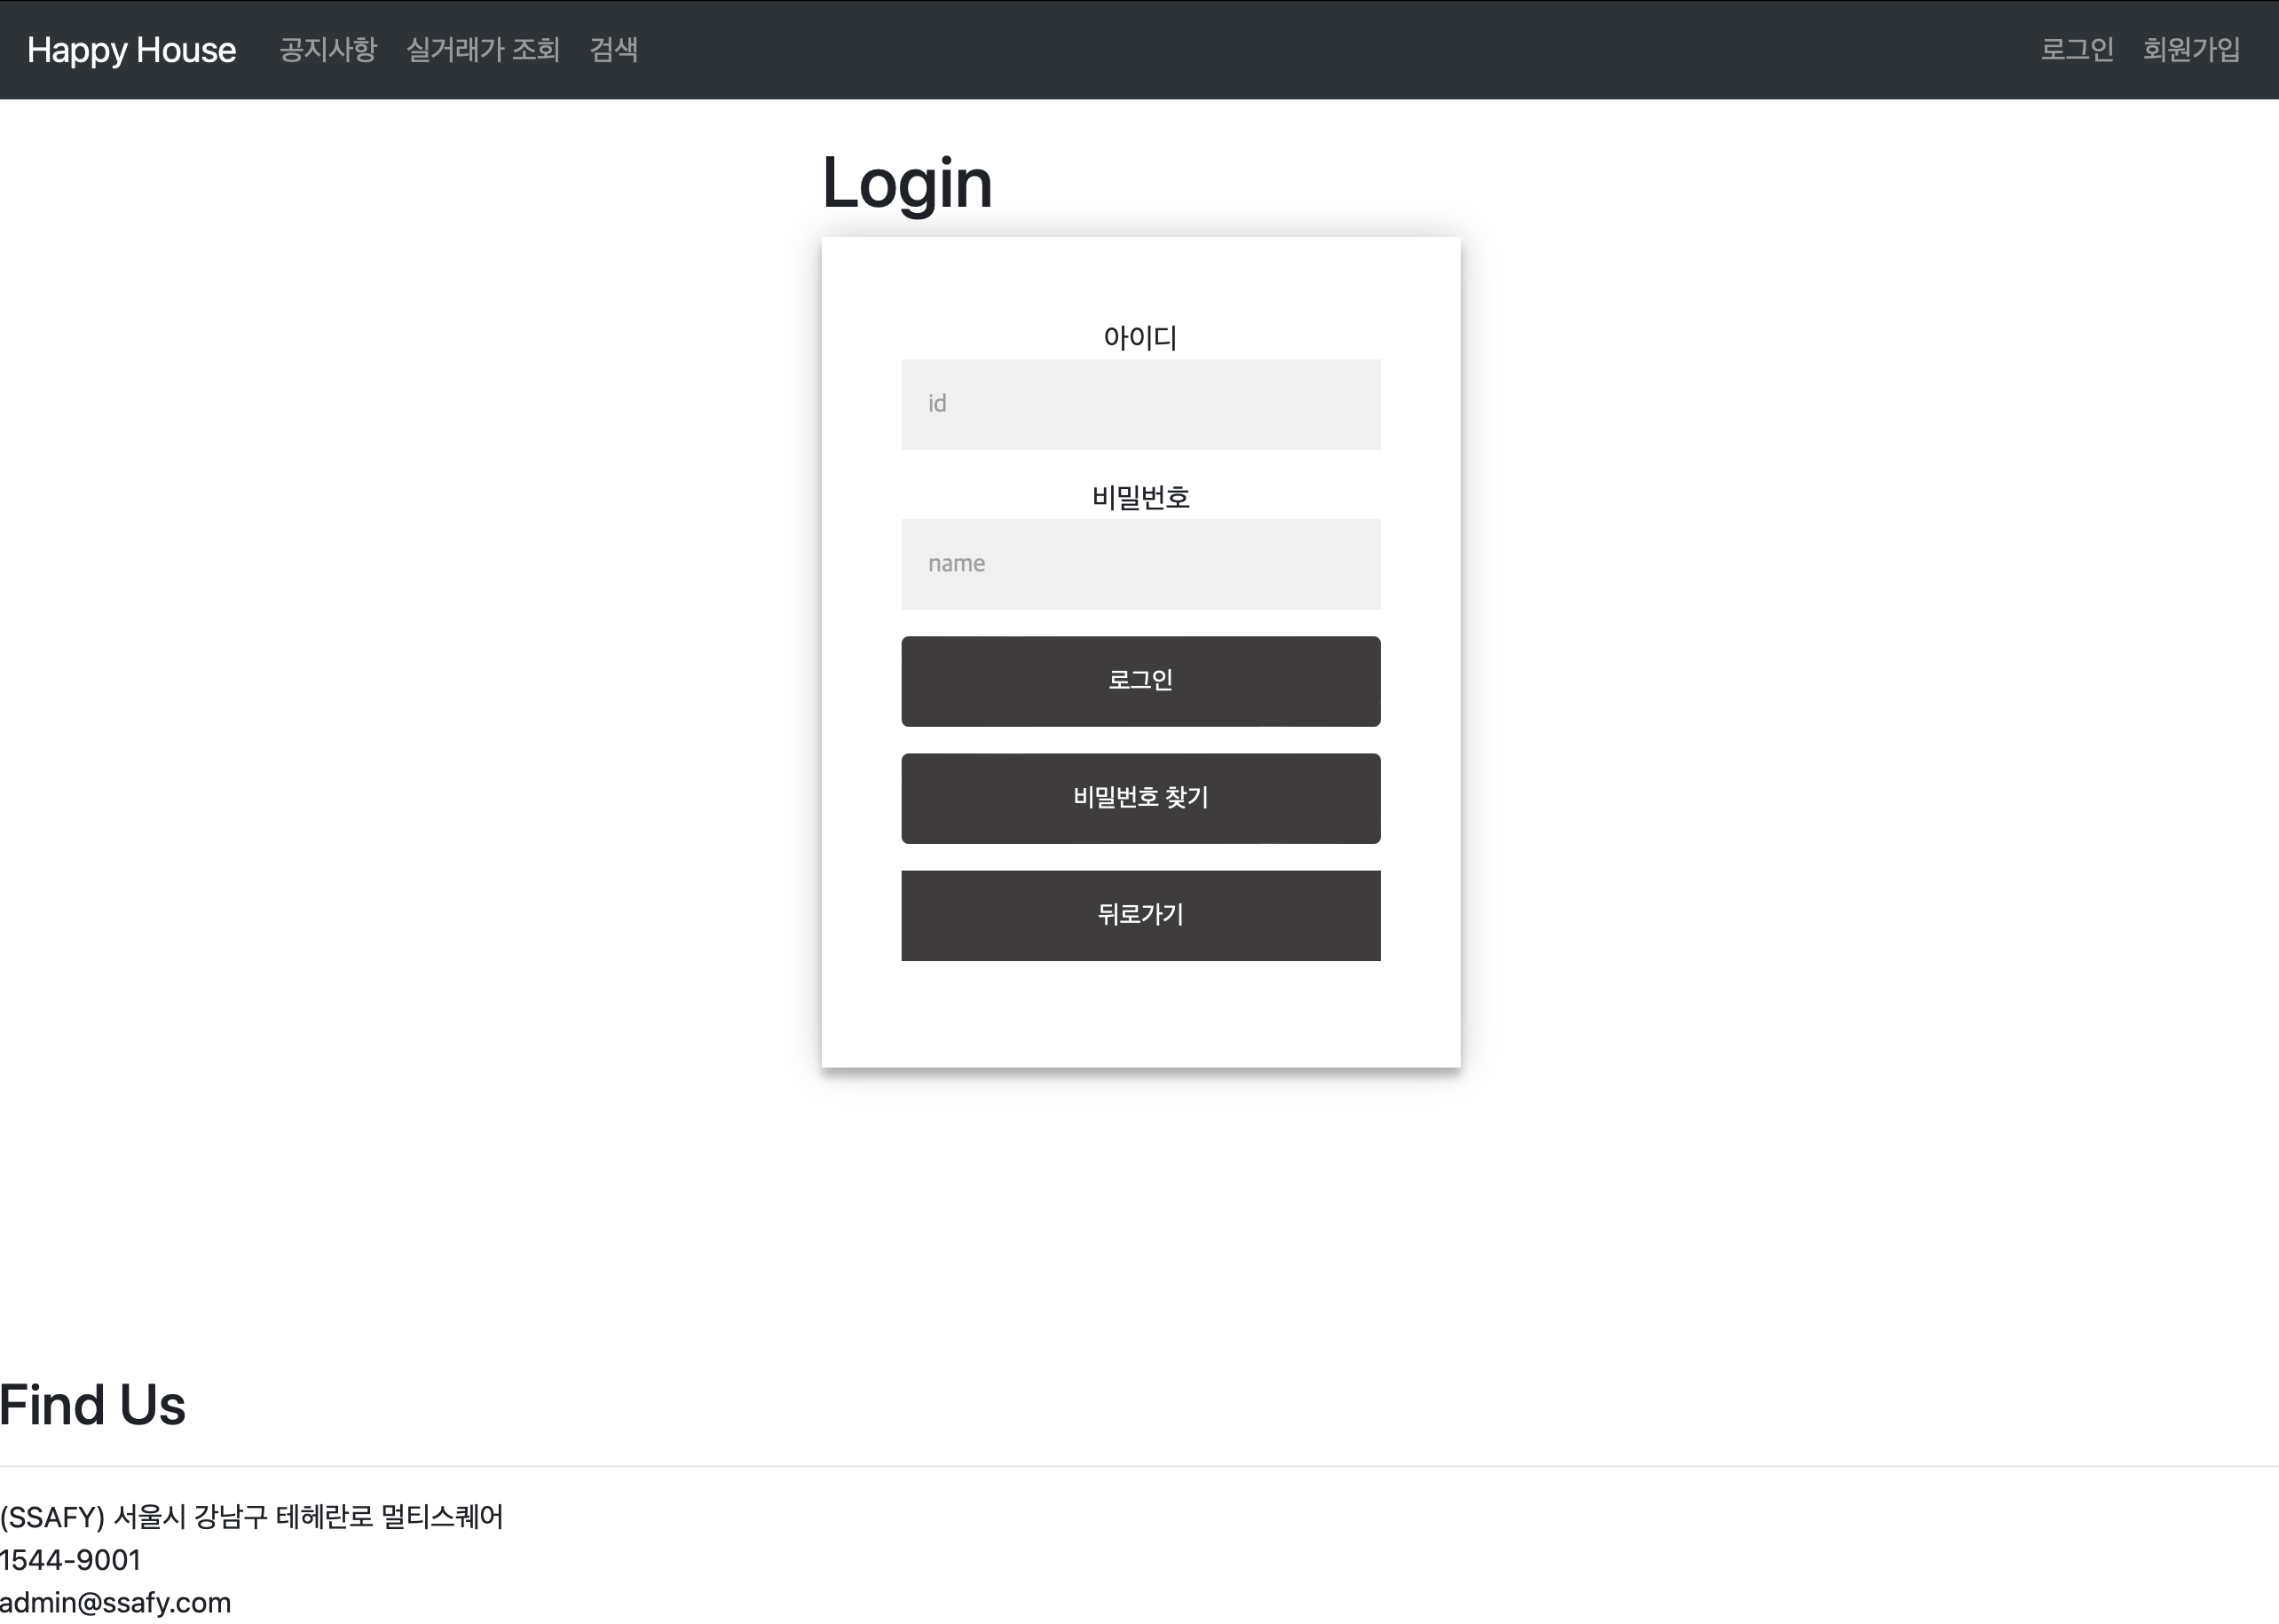 Happy House 공지사항 실거래가 조회 검색 로그인 회원가입
Login
아이디
id
비밀번호
name
로그인
비밀번호 찾기
뒤로가기
Find Us
(SSAFY) 서울시 강남구 테헤란로 멀티스퀘어
1544-9001
admin@ssafy.com